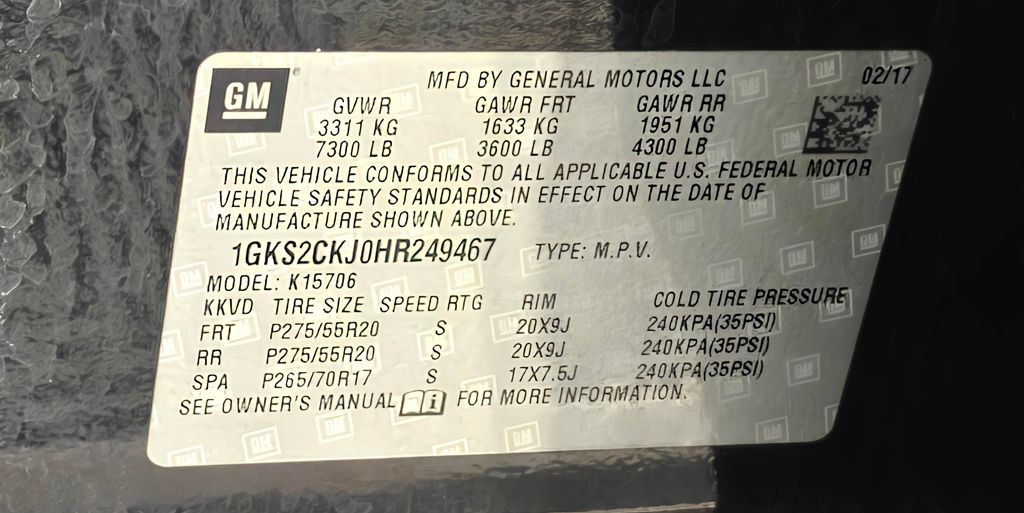 GM MFD BY GENERAL MOTORS LLC 02/17
GVWR GAWR FRT GAWR RR
3311 KG 1633 KG 1951 KG
7300 LB 3600 LB 4300 LB
THIS VEHICLE CONFORMS TO ALL APPLICABLE U.S. FEDERAL MOTOR
VEHICLE SAFETY STANDARDS IN EFFECT ON THE DATE OF
MANUFACTURE SHOWN ABOVE.
1GKS2CKJ0HR249467 TYPE: M.P.V.
MODEL: K15706
KKVD TIRE SIZE SPEED RTG RIM COLD TIRE PRESSURE
FRT P275/55R20 S 20X9J 240KPA(35PSI)
RR P275/55R20 S 20X9J 240KPA(35PSI)
SPA P265/70R17 S 17X7.5J 240KPA(35PSI)
SEE OWNER'S MANUAL i FOR MORE INFORMATION.